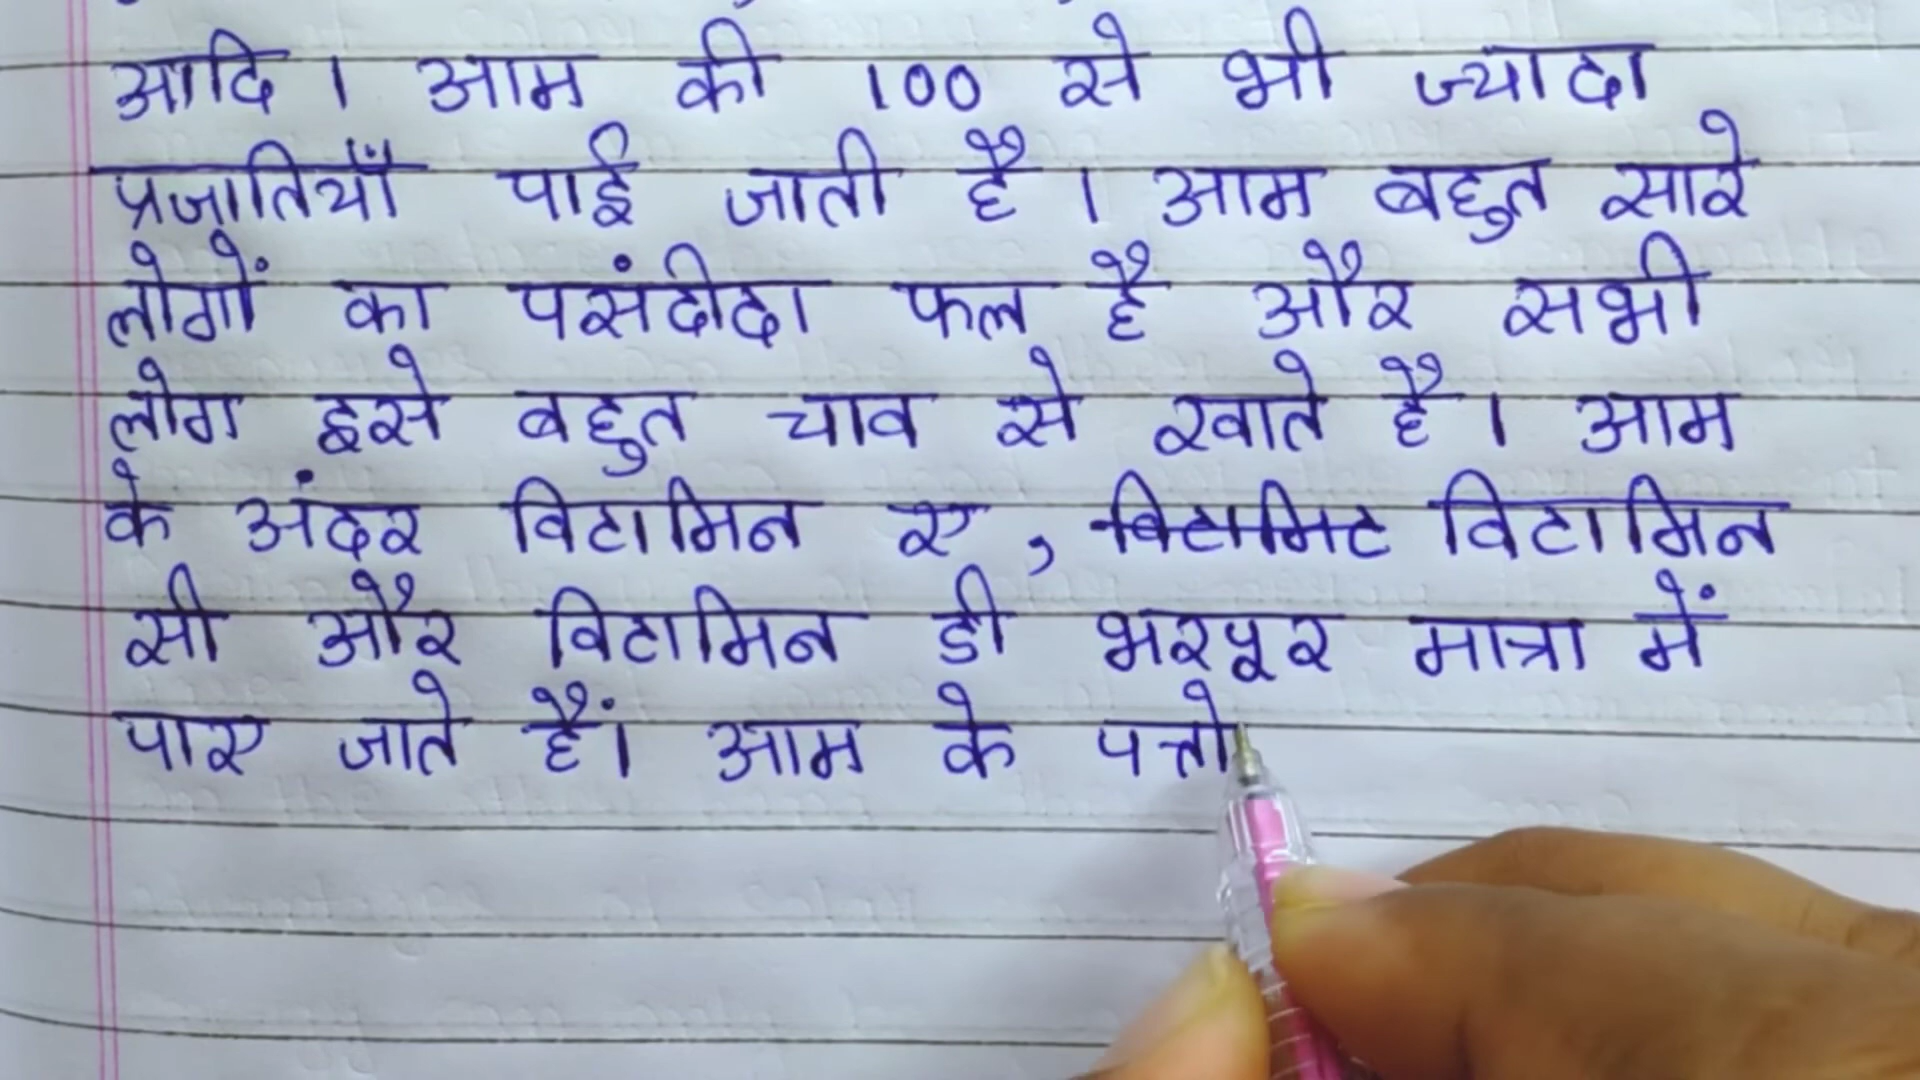 आदि । आम की 100 से भी ज्यादा
प्रजातियाँ पाई जाती है । आम बहुत सारे
लोगों का पसंदीदा फल है और सभी
लोग इसे बहुत चाव से खाते है । आम
के अंदर विटामिन ए , विटामिट विटामिन
सी और विटामिन डी भरपूर मात्रा में
पाए जाते हैं। आम के पत्तो